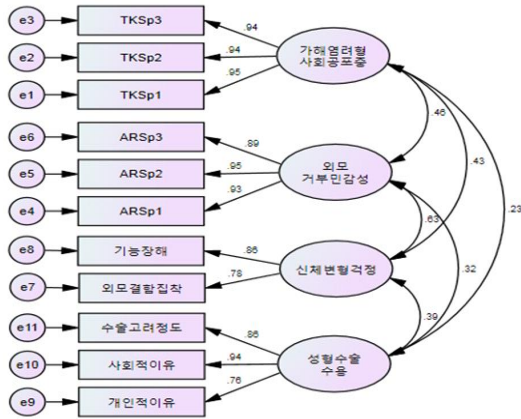 e3 TKSp3 .94
가해염려형
사회공포증
e2 TKSp2 .94
e1 TKSp1 .95
.46
e6 ARSp3 .89
외모
거부민감성
.43
e5 ARSp2 .95
e4 ARSp1 .93
.23
.63
e8 기능장해 .86
신체변형걱정
.32
e7 외모결함집착 .78
.39
e11 수술고려정도 .86
성형수술
수용
e10 사회적이유 .94
e9 개인적이유 .76